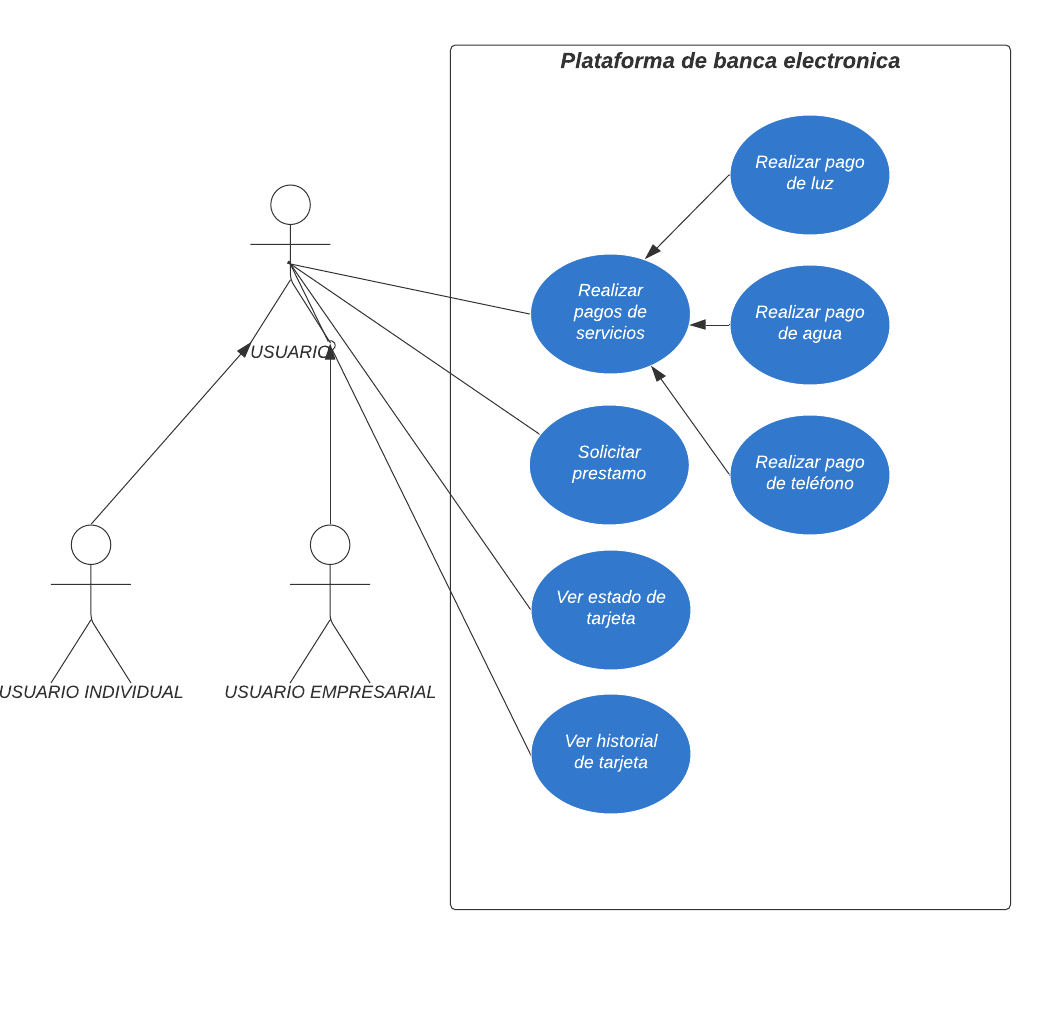 Plataforma de banca electronica
Realizar pago
de luz
Realizar
pagos de
servicios
Realizar pago
de agua
USUARIO
Solicitar
prestamo
Realizar pago
de teléfono
Ver estado de
tarjeta
USUARIO INDIVIDUAL
USUARIO EMPRESARIAL
Ver historial
de tarjeta